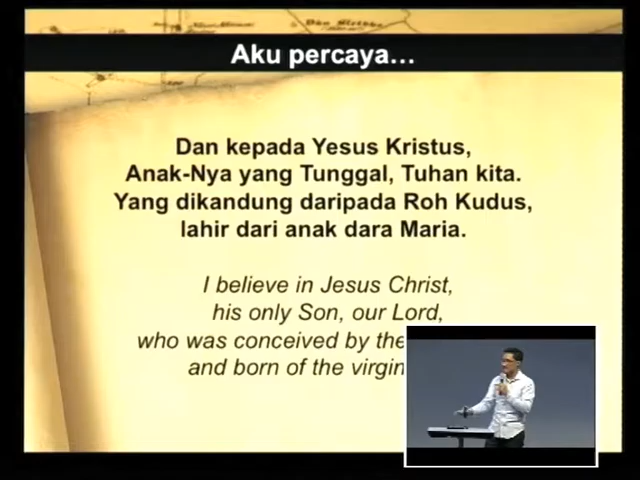 Aku percaya...
Dan kepada Yesus Kristus,
Anak-Nya yang Tunggal, Tuhan kita.
Yang dikandung daripada Roh Kudus,
lahir dari anak dara Maria.
I believe in Jesus Christ,
his only Son, our Lord,
who was conceived by the
and born of the virgin